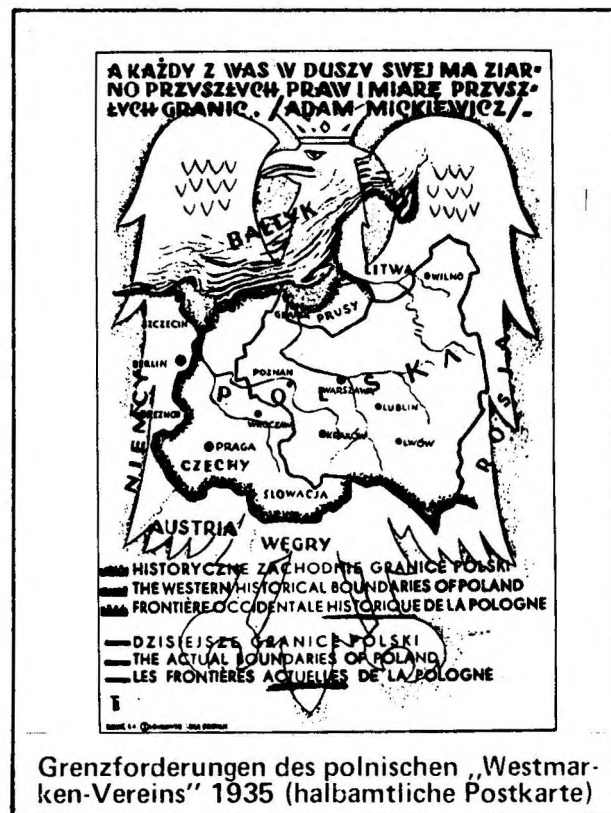 A KAŻDY Z WAS W DUSZY SWEJ MA ZIAR-
NO PRZYSZŁYCH PRAW I MIARĘ PRZYSZ-
ŁYCH GRANIC. /ADAM MICKIEWICZ/-
BAŁTYK
LITWA
WILNO
PRUSY
SZCZECIN
BERLIN
NIEMCY
POZNAN
WARSZAWA
POLSKA
ROSJA
LUBLIN
WROCŁAW
KRAKÓW
LWÓW
PRAGA
CZECHY
SŁOWACJA
AUSTRIA
WĘGRY
HISTORYCZNE ZACHODNIE GRANICE POLSKI
THE WESTERN HISTORICAL BOUNDARIES OF POLAND
FRONTIÈRE OCCIDENTALE HISTORIQUE DE LA POLOGNE
DZISIEJSZE GRANICE POLSKI
THE ACTUAL BOUNDARIES OF POLAND
LES FRONTIÈRES ACTUELLES DE LA POLOGNE
Grenzforderungen des polnischen „Westmar-
ken-Vereins" 1935 (halbamtliche Postkarte)